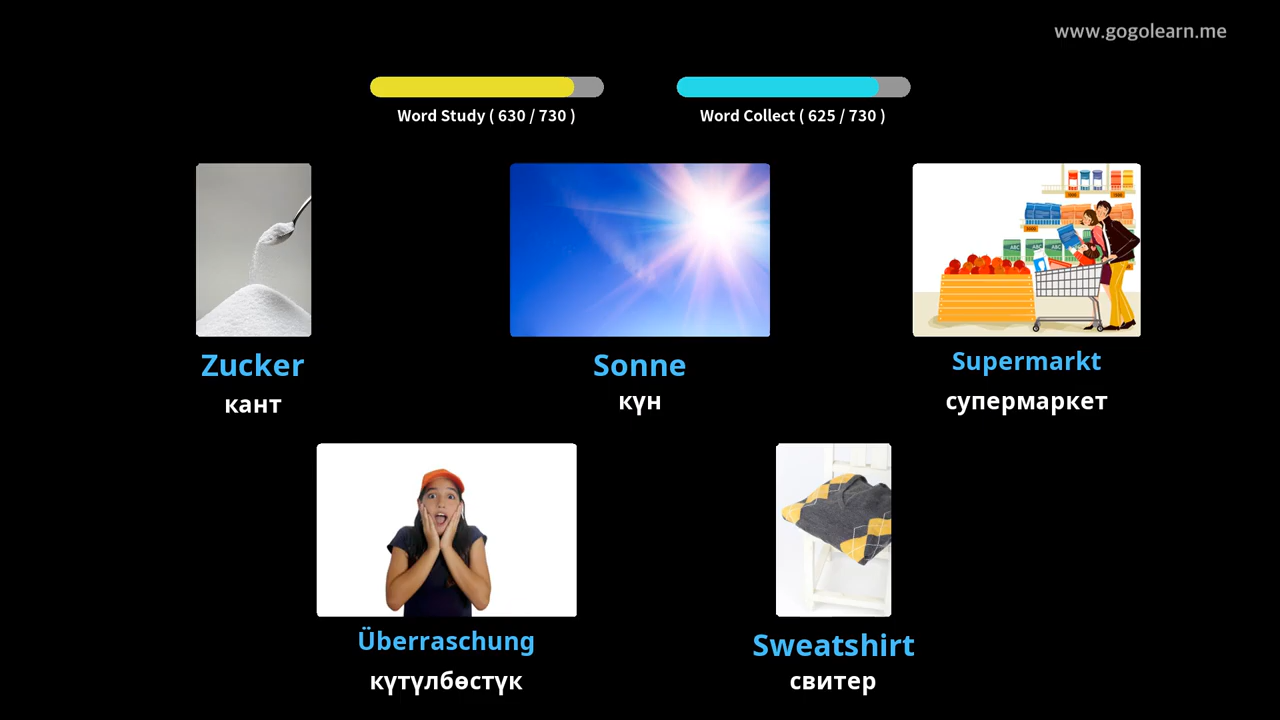 www.gogolearn.me
Word Study ( 630 / 730 )
Word Collect ( 625 / 730 )
Zucker
кант
Sonne
күн
Supermarkt
супермаркет
Überraschung
күтүлбөстүк
Sweatshirt
свитер